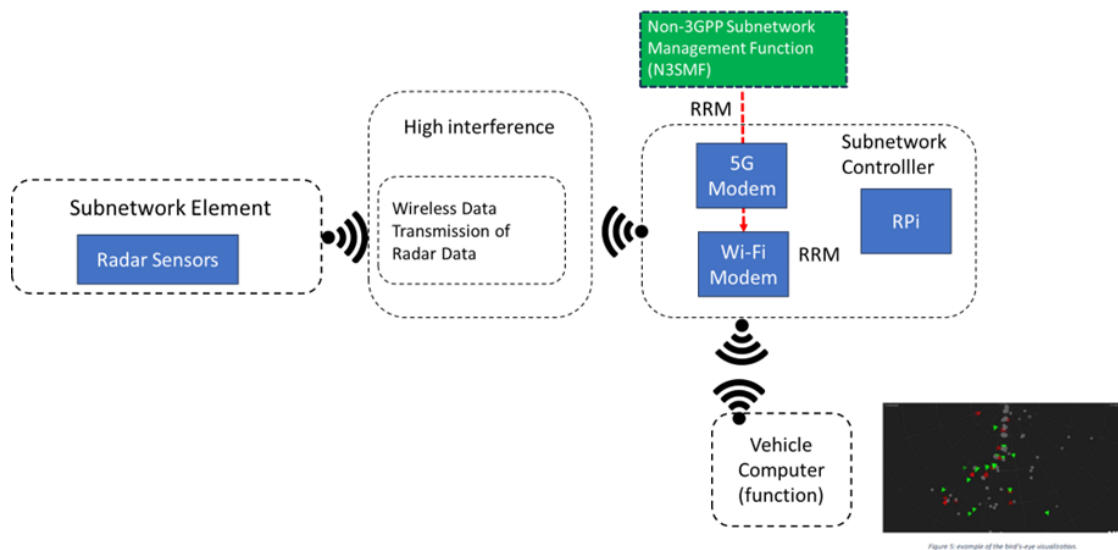 Non-3GPP Subnetwork
Management Function
(N3SMF)
RRM
High interference
Subnetwork
Controlller
5G
Modem
Subnetwork Element
Wireless Data
Transmission of
Radar Data
RPi
Radar Sensors
Wi-Fi
Modem
RRM
Vehicle
Computer
(function)
Figure 5: example of the bird's-eye visualization.